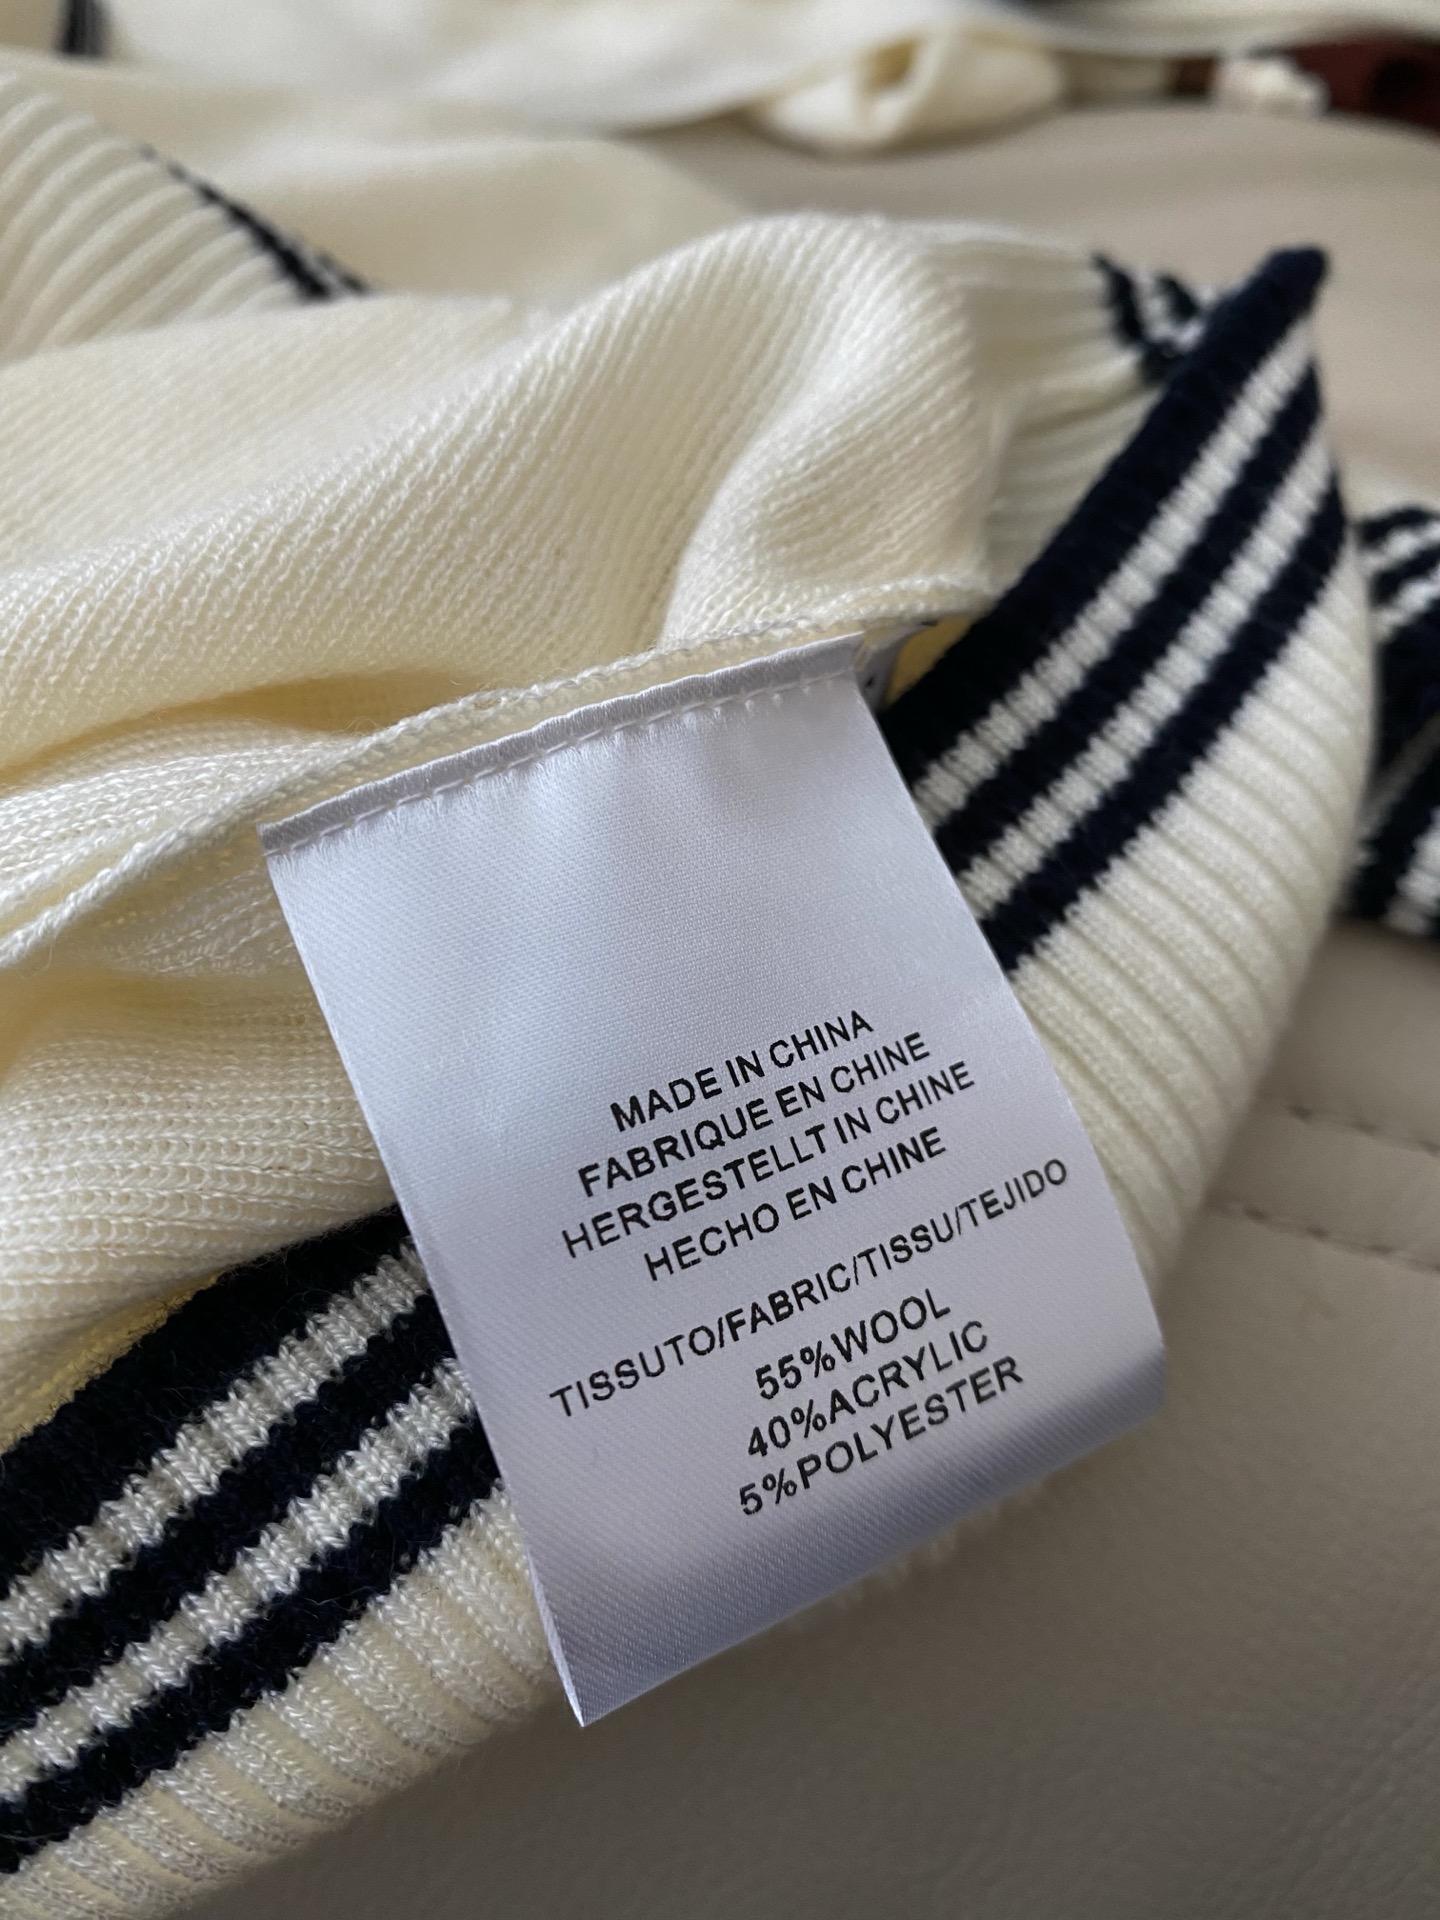 MADE IN CHINA
FABRIQUE EN CHINE
HERGESTELLT IN CHINE
HECHO EN CHINE
TISSUTO/FABRIC/TISSU/TEJIDO
55%WOOL
40%ACRYLIC
5%POLYESTER